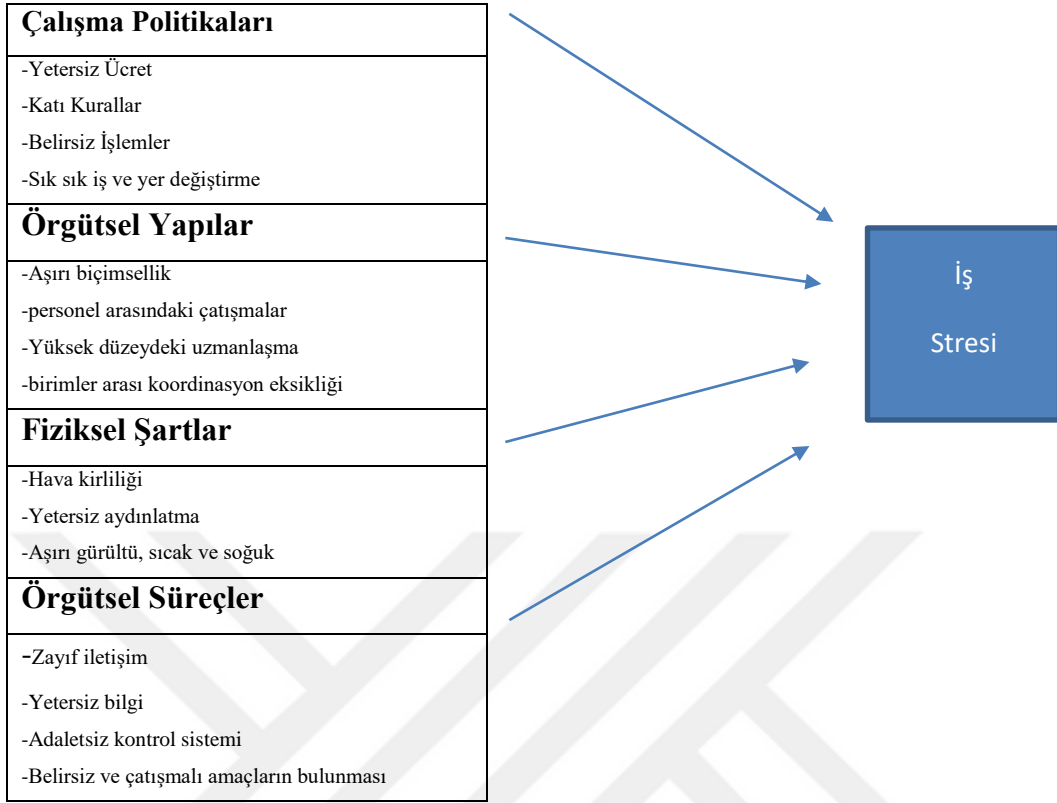 Çalışma Politikaları
-Yetersiz Ücret
-Katı Kurallar
-Belirsiz İşlemler
-Sık sık iş ve yer değiştirme
Örgütsel Yapılar
-Aşırı biçimsellik
-personel arasındaki çatışmalar
-Yüksek düzeydeki uzmanlaşma
-birimler arası koordinasyon eksikliği
Fiziksel Şartlar
-Hava kirliliği
-Yetersiz aydınlatma
-Aşırı gürültü, sıcak ve soğuk
Örgütsel Süreçler
-Zayıf iletişim
-Yetersiz bilgi
-Adaletsiz kontrol sistemi
-Belirsiz ve çatışmalı amaçların bulunması
İş
Stresi